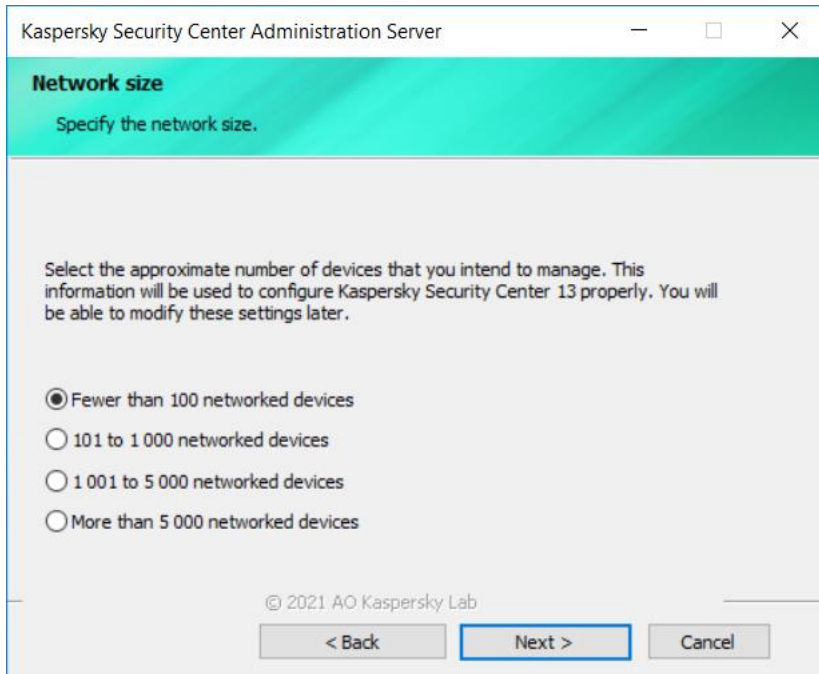 Kaspersky Security Center Administration Server
Network size
Specify the network size.
Select the approximate number of devices that you intend to manage. This
information will be used to configure Kaspersky Security Center 13 properly. You will
be able to modify these settings later.
Fewer than 100 networked devices
101 to 1 000 networked devices
1 001 to 5 000 networked devices
More than 5 000 networked devices
© 2021 AO Kaspersky Lab
< Back Next > Cancel